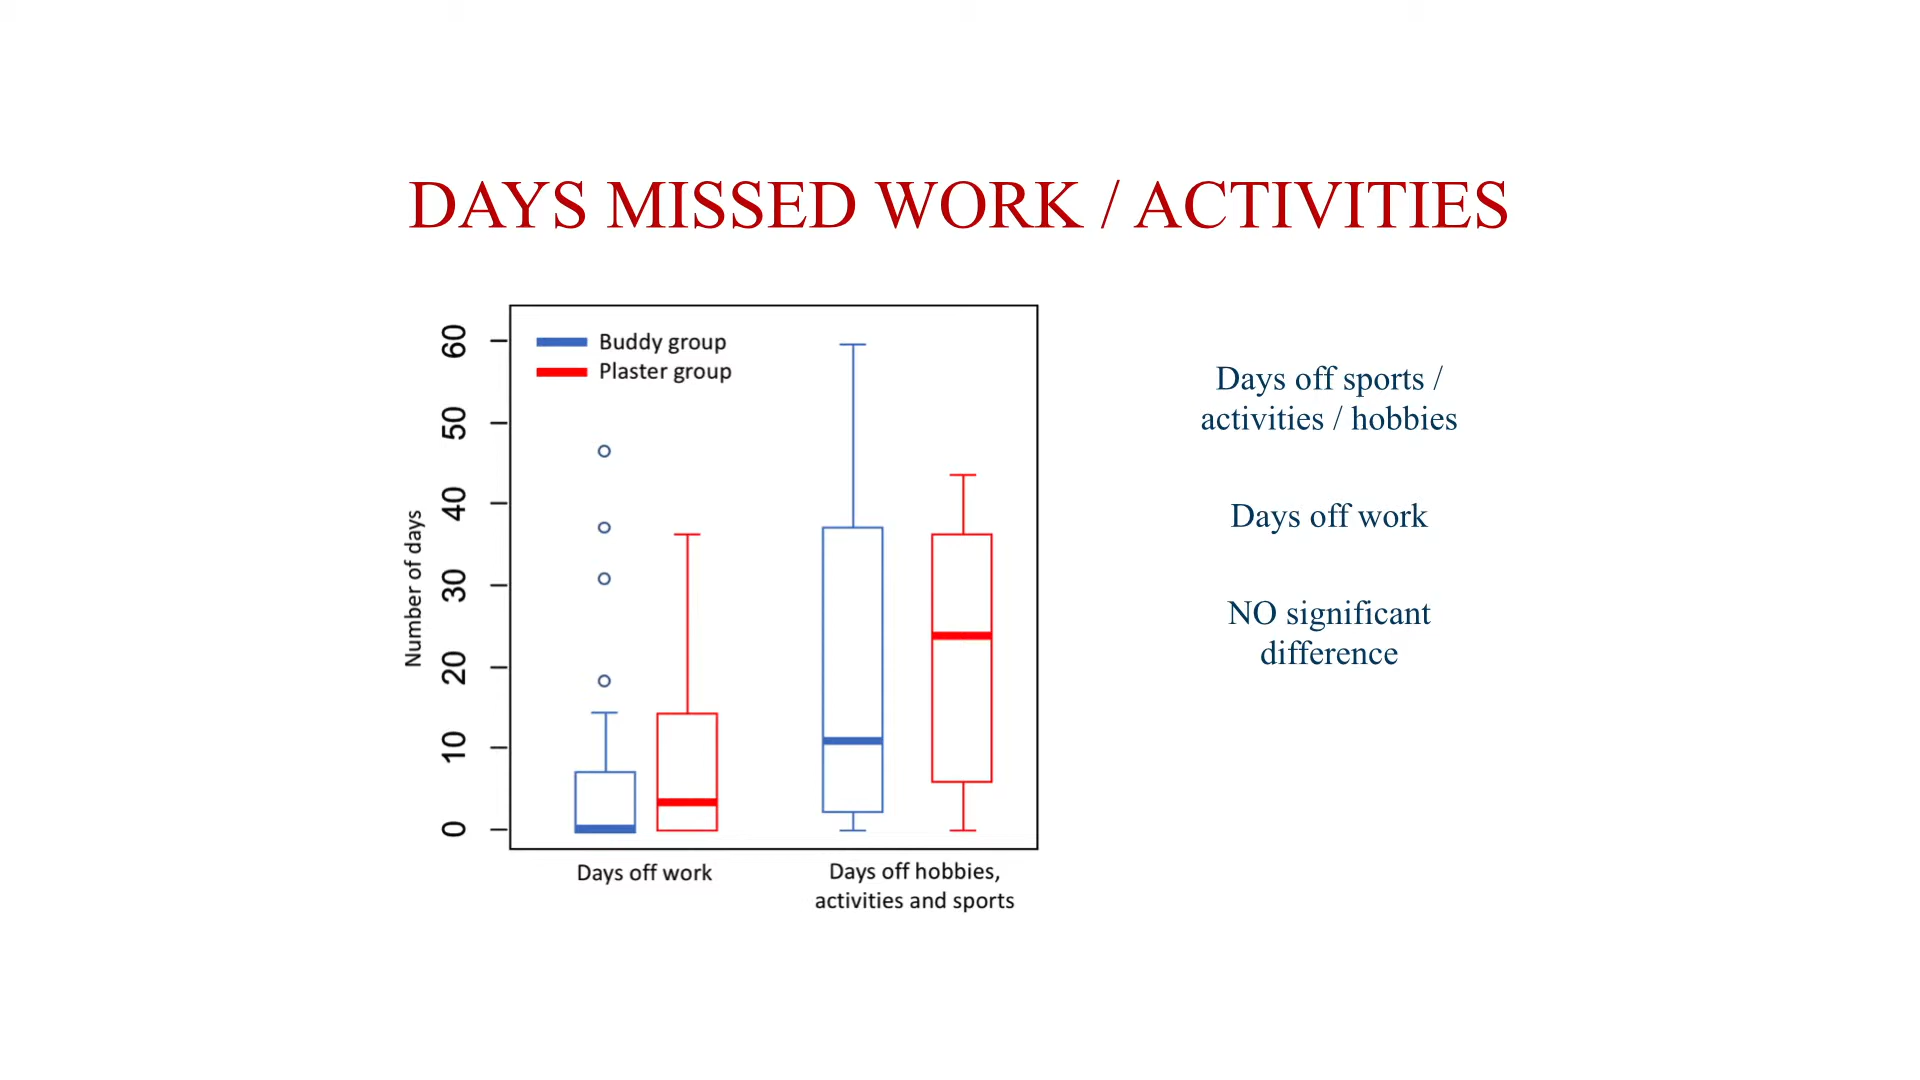 DAYS MISSED WORK / ACTIVITIES
Buddy group
Plaster group
60
50
40
30
20
10
0
Number of days
Days off work
Days off hobbies,
activities and sports
Days off sports /
activities / hobbies
Days off work
NO significant
difference